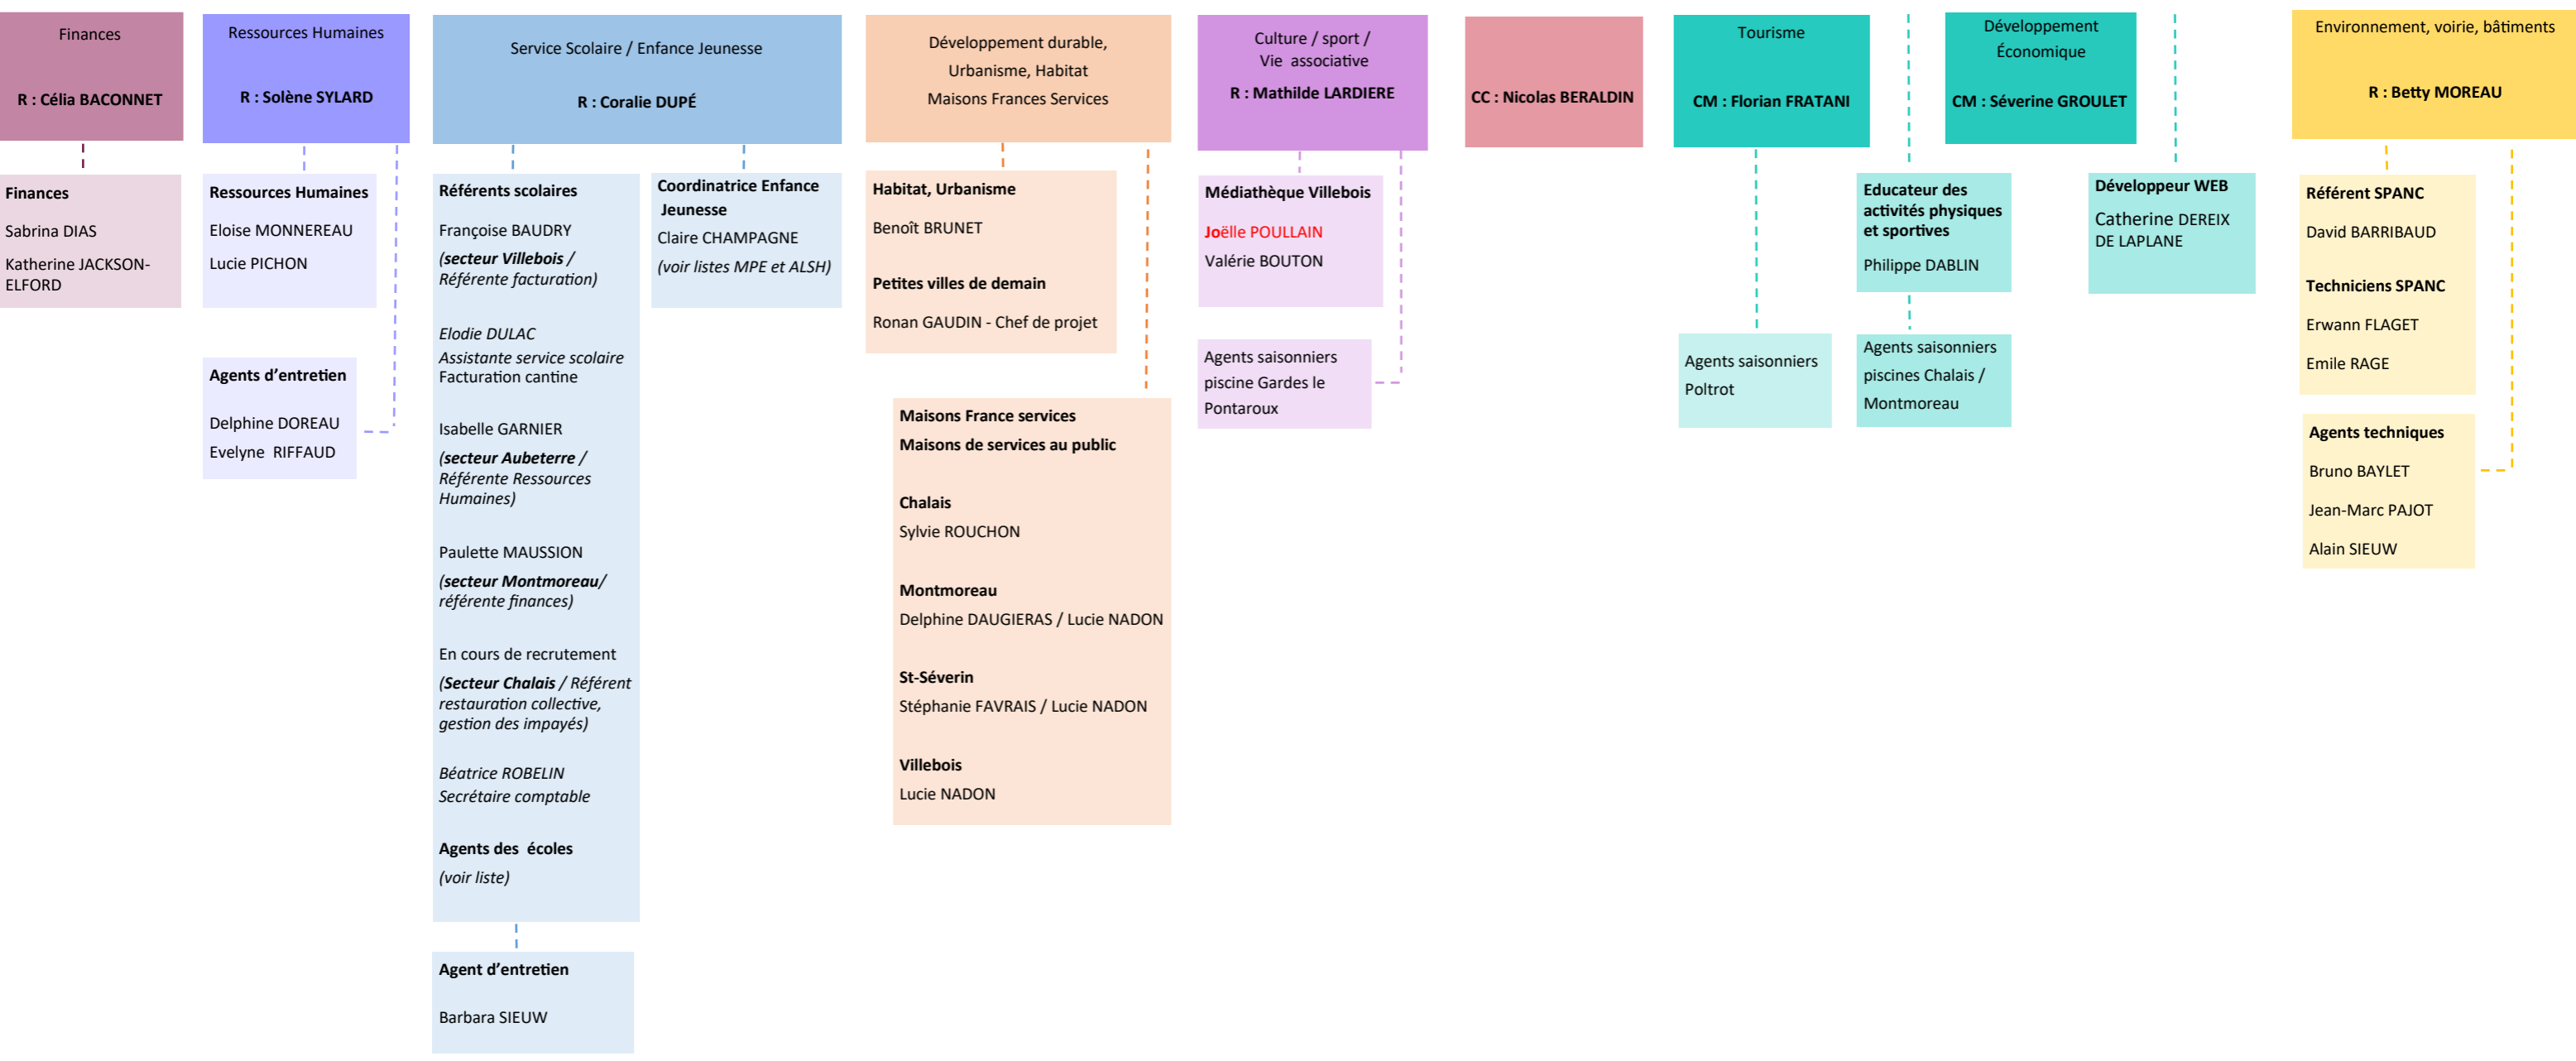 Finances
R : Célia BACONNET
Finances
Sabrina DIAS
Katherine JACKSON-
ELFORD
Ressources Humaines
R : Solène SYLARD
Ressources Humaines
Eloise MONNEREAU
Lucie PICHON
Agents d’entretien
Delphine DOREAU
Evelyne RIFFAUD
Service Scolaire / Enfance Jeunesse
R : Coralie DUPÉ
Référents scolaires
Françoise BAUDRY
(secteur Villebois /
Référente facturation)
Elodie DULAC
Assistante service scolaire
Facturation cantine
Isabelle GARNIER
(secteur Aubeterre /
Référente Ressources
Humaines)
Paulette MAUSSION
(secteur Montmoreau/
référente finances)
En cours de recrutement
(Secteur Chalais / Référent
restauration collective,
gestion des impayés)
Béatrice ROBELIN
Secrétaire comptable
Agents des écoles
(voir liste)
Agent d’entretien
Barbara SIEUW
Coordinatrice Enfance
Jeunesse
Claire CHAMPAGNE
(voir listes MPE et ALSH)
Développement durable,
Urbanisme, Habitat
Maisons Frances Services
Habitat, Urbanisme
Benoît BRUNET
Petites villes de demain
Ronan GAUDIN - Chef de projet
Maisons France services
Maisons de services au public
Chalais
Sylvie ROUCHON
Montmoreau
Delphine DAUGIERAS / Lucie NADON
St-Séverin
Stéphanie FAVRAIS / Lucie NADON
Villebois
Lucie NADON
Culture / sport /
Vie associative
R : Mathilde LARDIERE
Médiathèque Villebois
Joëlle POULLAIN
Valérie BOUTON
Agents saisonniers
piscine Gardes le
Pontaroux
CC : Nicolas BERALDIN
Tourisme
CM : Florian FRATANI
Agents saisonniers
Poltrot
Educateur des
activités physiques
et sportives
Philippe DABLIN
Agents saisonniers
piscines Chalais /
Montmoreau
Développement
Économique
CM : Séverine GROULET
Développeur WEB
Catherine DEREIX
DE LAPLANE
Environnement, voirie, bâtiments
R : Betty MOREAU
Référent SPANC
David BARRIBAUD
Techniciens SPANC
Erwann FLAGET
Emile RAGE
Agents techniques
Bruno BAYLET
Jean-Marc PAJOT
Alain SIEUW